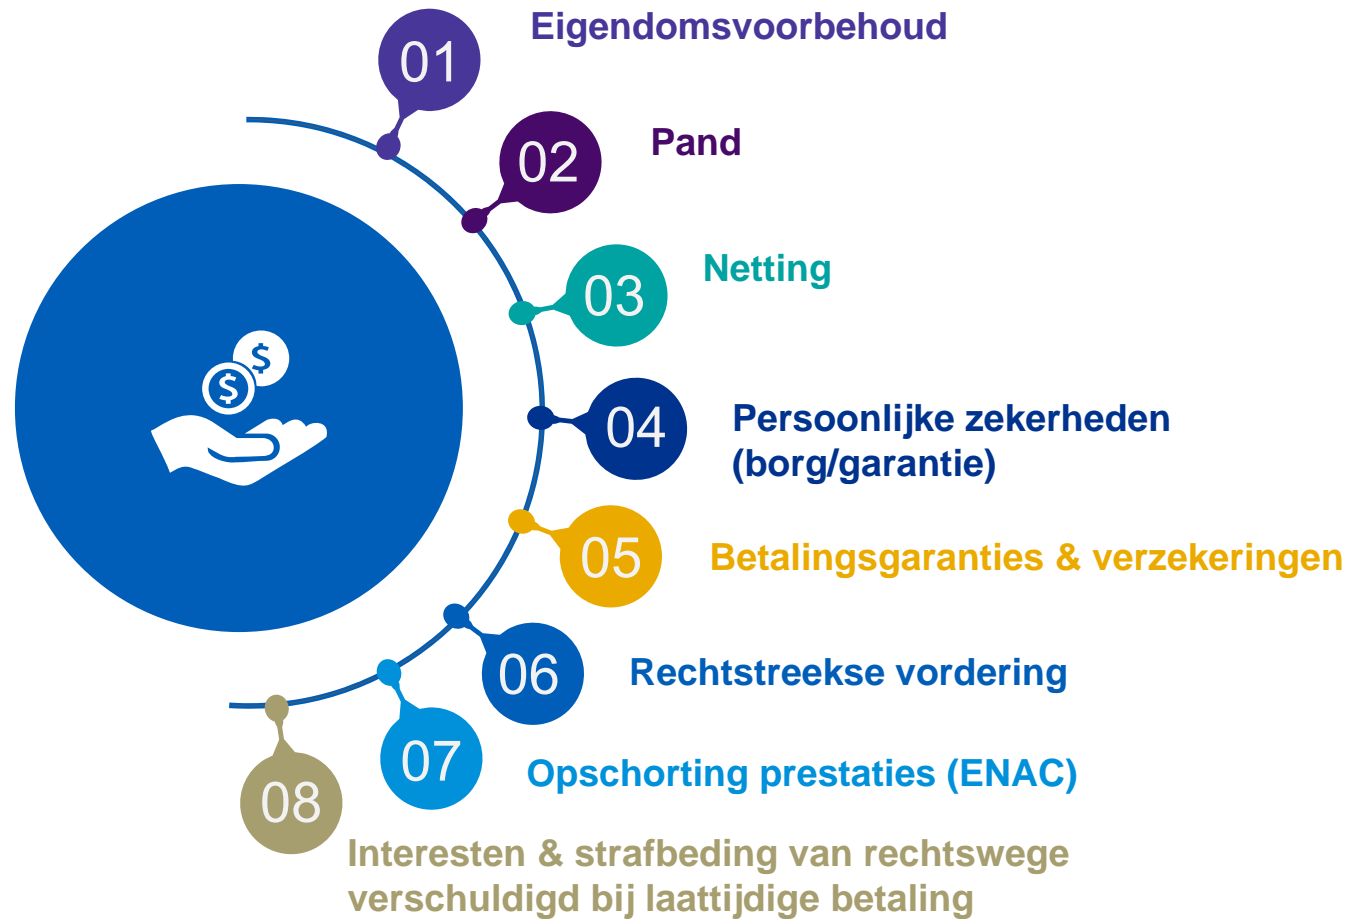 01 Eigendomsvoorbehoud
02 Pand
03 Netting
04 Persoonlijke zekerheden
(borg/garantie)
05 Betalingsgaranties & verzekeringen
06 Rechtstreekse vordering
07 Opschorting prestaties (ENAC)
08 Interesten & strafbeding van rechtswege
verschuldigd bij laattijdige betaling
$
$